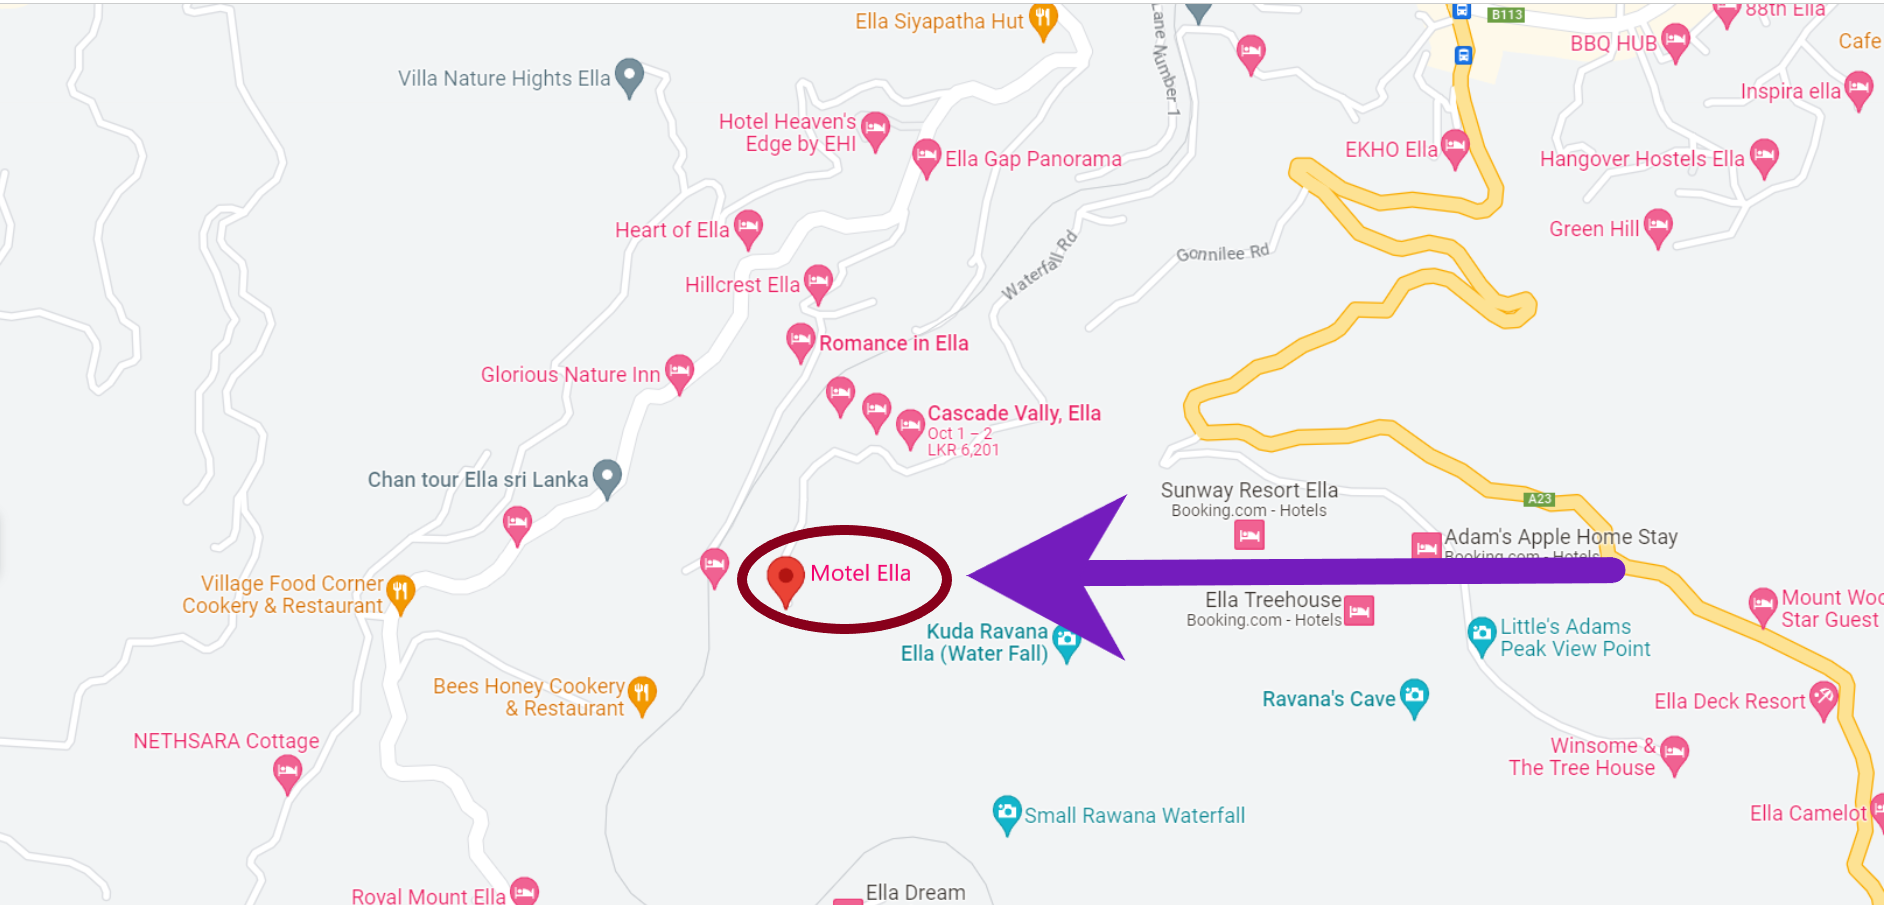 Ella Siyapatha Hut
Lane Number 1
B113
88th Ella
BBQ HUB
Cafe
Villa Nature Hights Ella
Inspira ella
Hotel Heaven's
Edge by EHI
Ella Gap Panorama
EKHO Ella
Hangover Hostels Ella
Heart of Ella
Green Hill
Waterfall Rd
Gonnilee Rd
Hillcrest Ella
Romance in Ella
Glorious Nature Inn
Cascade Vally, Ella
Oct 1 – 2
LKR 6,201
Chan tour Ella sri Lanka
Sunway Resort Ella
Booking.com - Hotels
A23
Adam's Apple Home Stay
Booking.com - Hotels
Motel Ella
Village Food Corner
Cookery & Restaurant
Ella Treehouse
Booking.com - Hotels
Mount Woo
Star Guest
Kuda Ravana
Ella (Water Fall)
Little's Adams
Peak View Point
Bees Honey Cookery
& Restaurant
Ravana's Cave
Ella Deck Resort
NETHSARA Cottage
Winsome &
The Tree House
Small Rawana Waterfall
Ella Camelot
Royal Mount Ella
Ella Dream